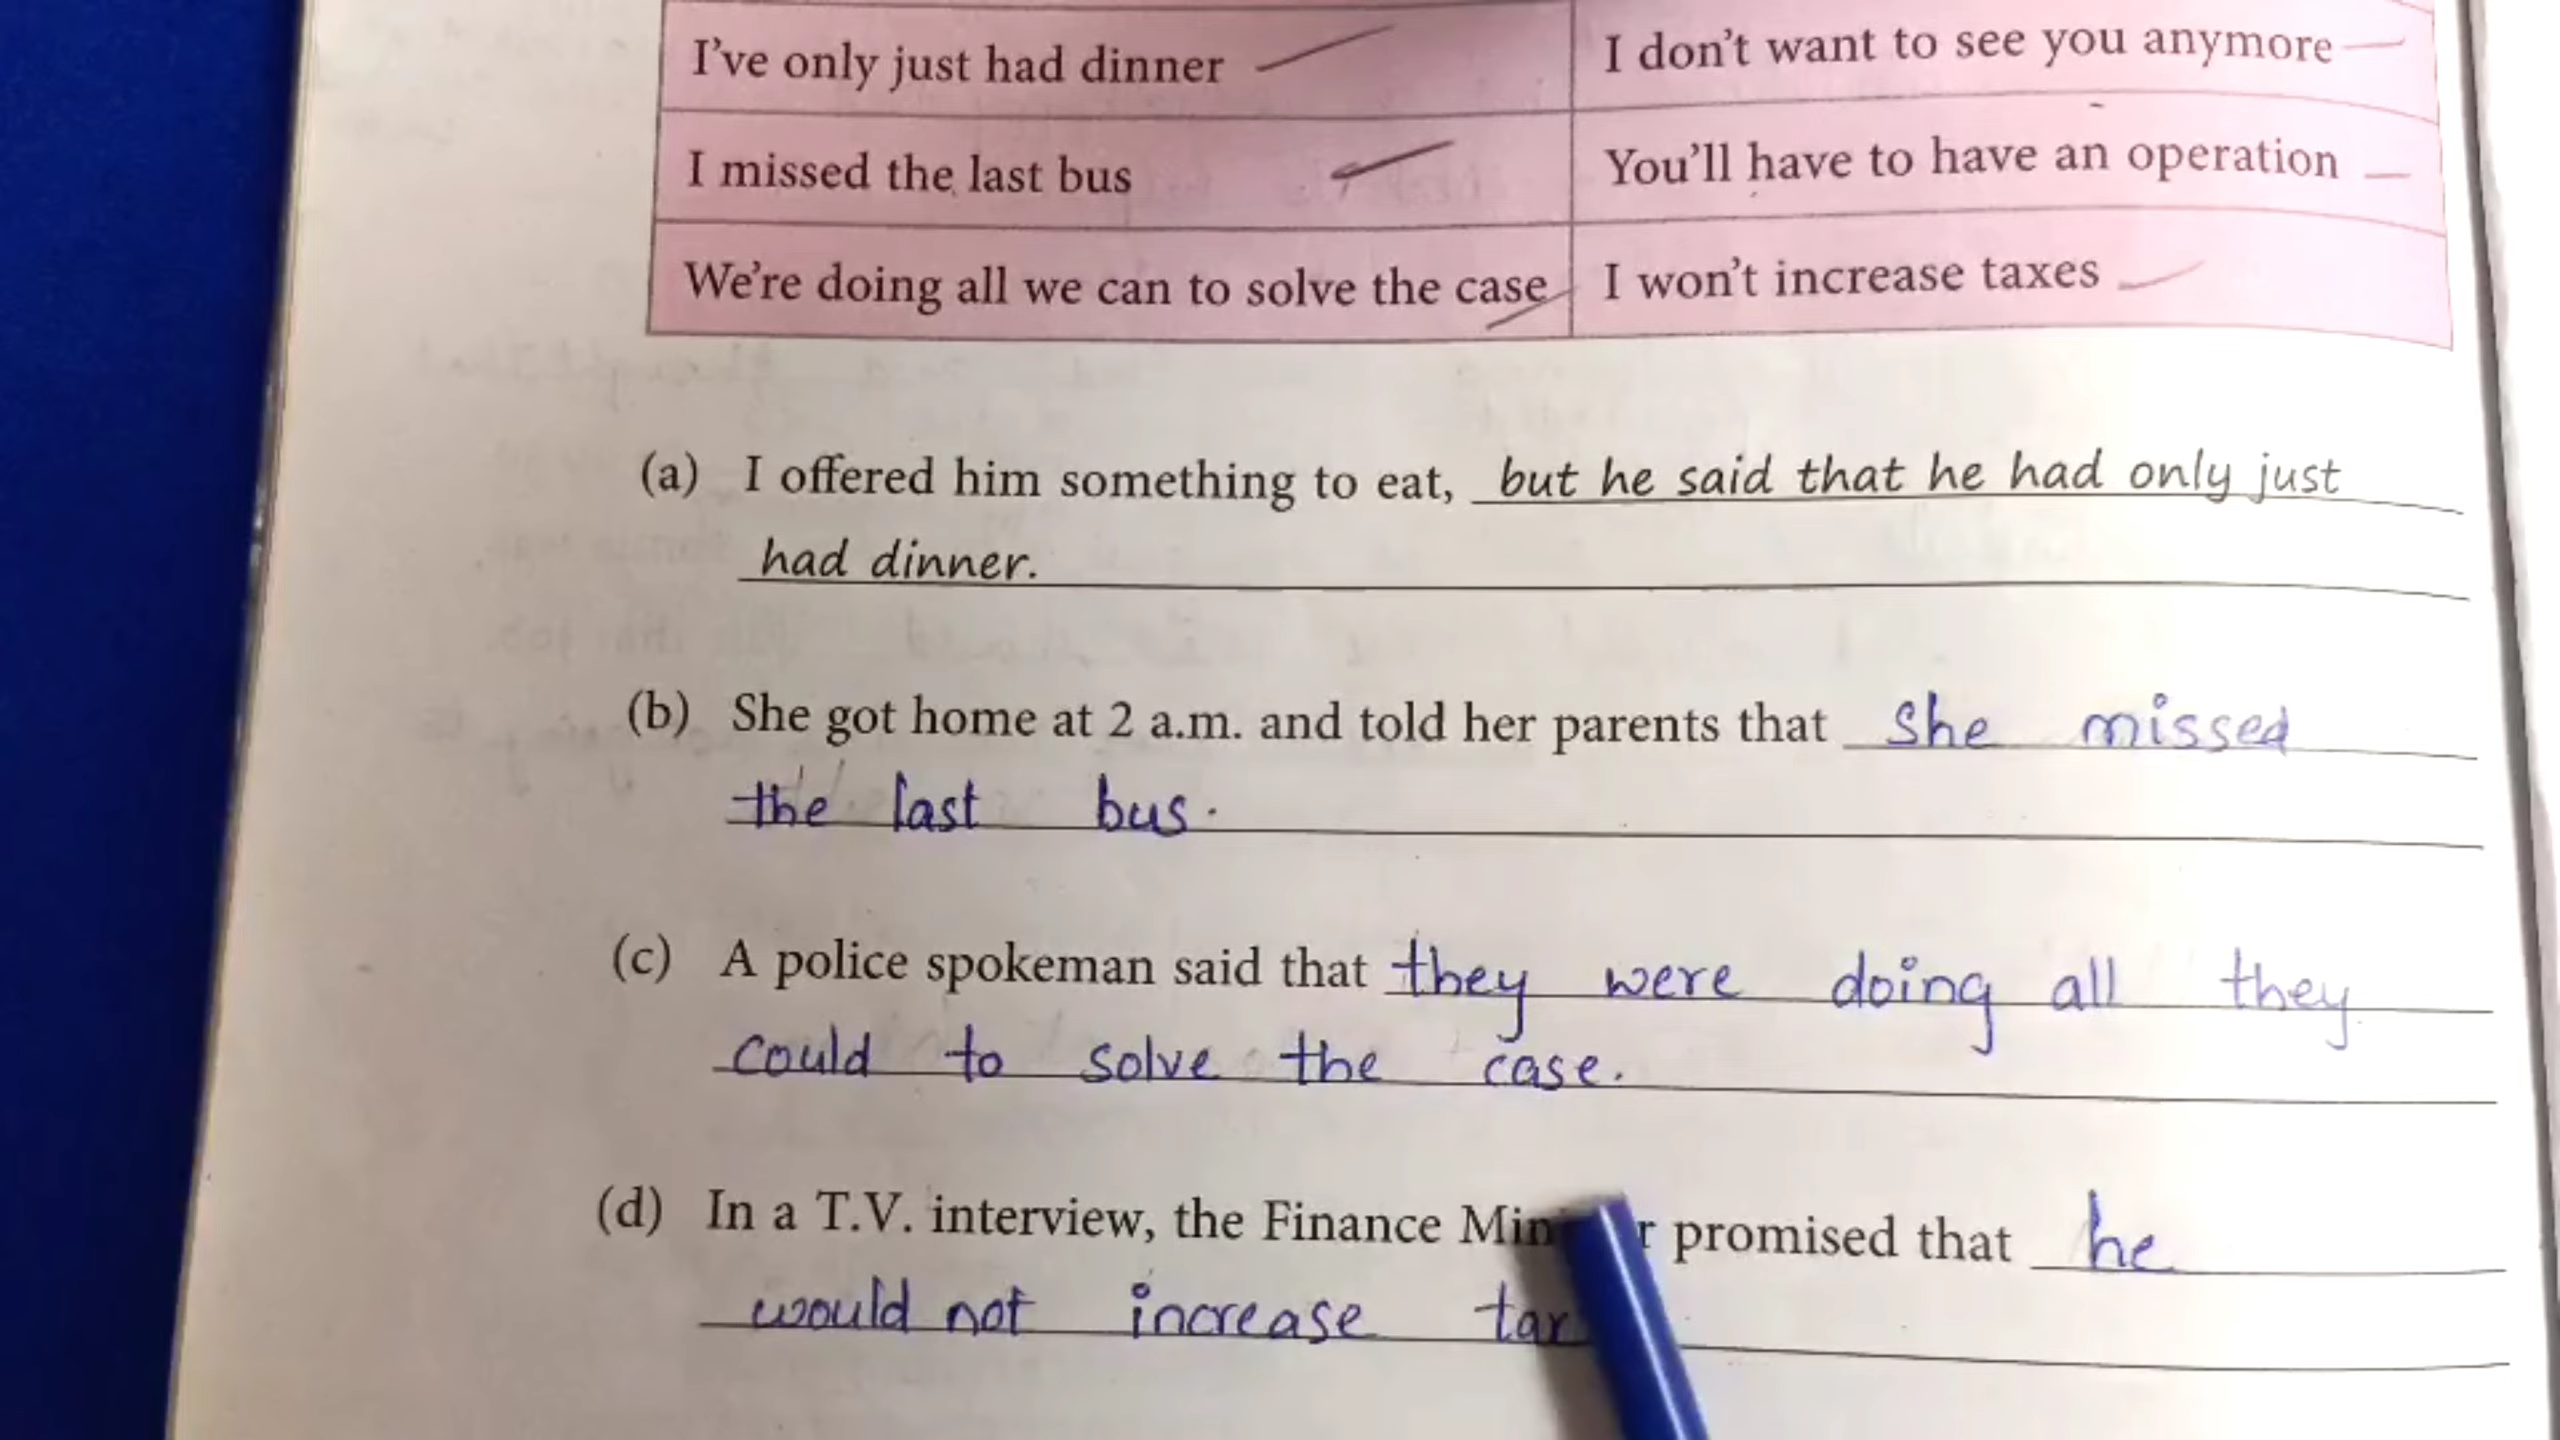 I've only just had dinner
I don't want to see you anymore
I missed the last bus
You'll have to have an operation
We're doing all we can to solve the case
I won't increase taxes
(a) I offered him something to eat, but he said that he had only just
had dinner.
(b) She got home at 2 a.m. and told her parents that she missed
the last bus.
(c) A police spokeman said that they were doing all they
could to solve the case.
(d) In a T.V. interview, the Finance promised that he
would not increase